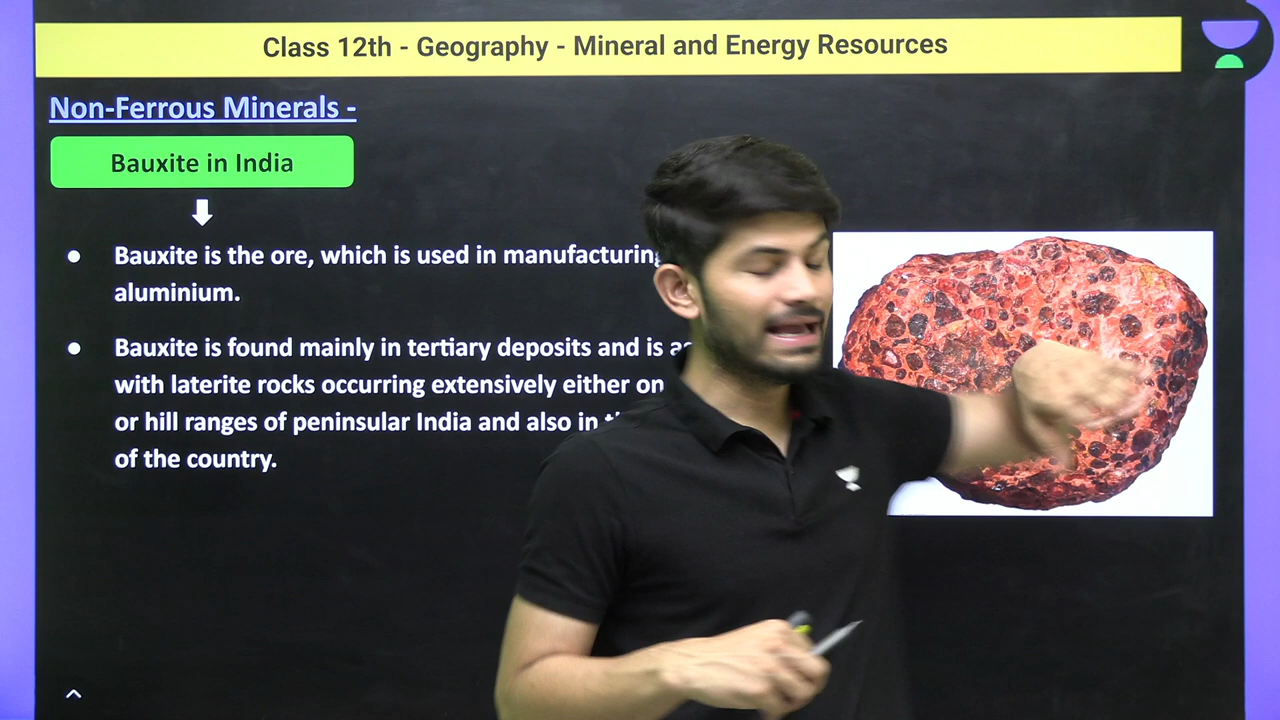 Class 12th - Geography - Mineral and Energy Resources
Non-Ferrous Minerals -
Bauxite in India
Bauxite is the ore, which is used in manufacturing
aluminium.
Bauxite is found mainly in tertiary deposits and is
with laterite rocks occurring extensively either on
or hill ranges of peninsular India and also in
of the country.